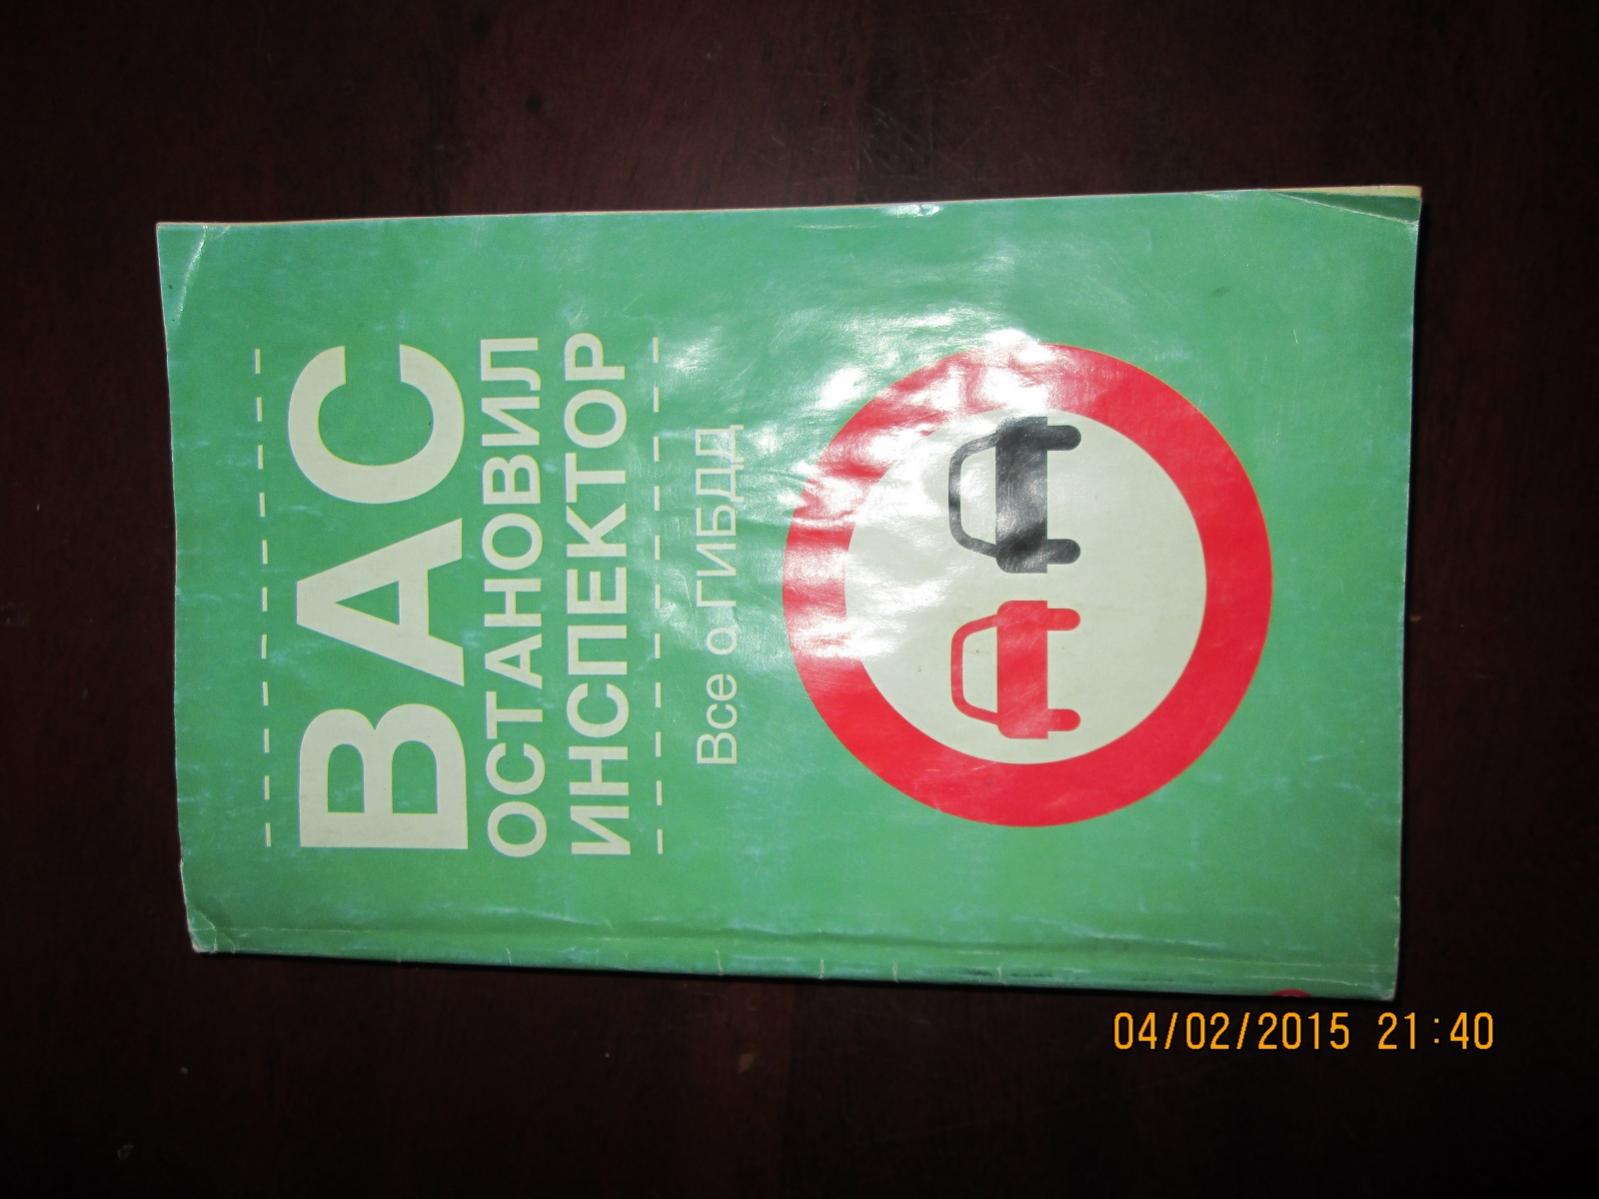 ВАС
ОСТАНОВИЛ
ИНСПЕКТОР
Все о ГИБДД
04/02/2015 21:40